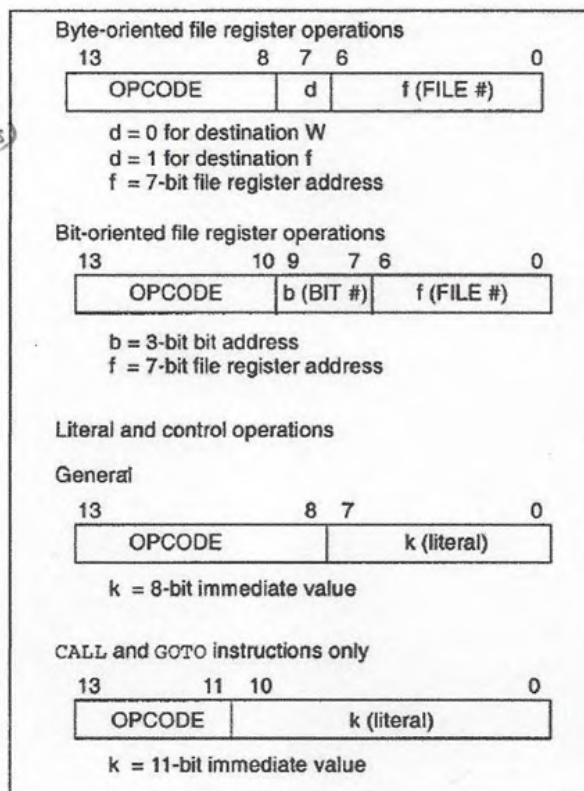 Byte-oriented file register operations
13 8 7 6 0
OPCODE d f (FILE #)
d = 0 for destination W
d = 1 for destination f
f = 7-bit file register address
Bit-oriented file register operations
13 10 9 7 6 0
OPCODE b (BIT #) f (FILE #)
b = 3-bit bit address
f = 7-bit file register address
Literal and control operations
General
13 8 7 0
OPCODE k (literal)
k = 8-bit immediate value
CALL and GOTO instructions only
13 11 10 0
OPCODE k (literal)
k = 11-bit immediate value